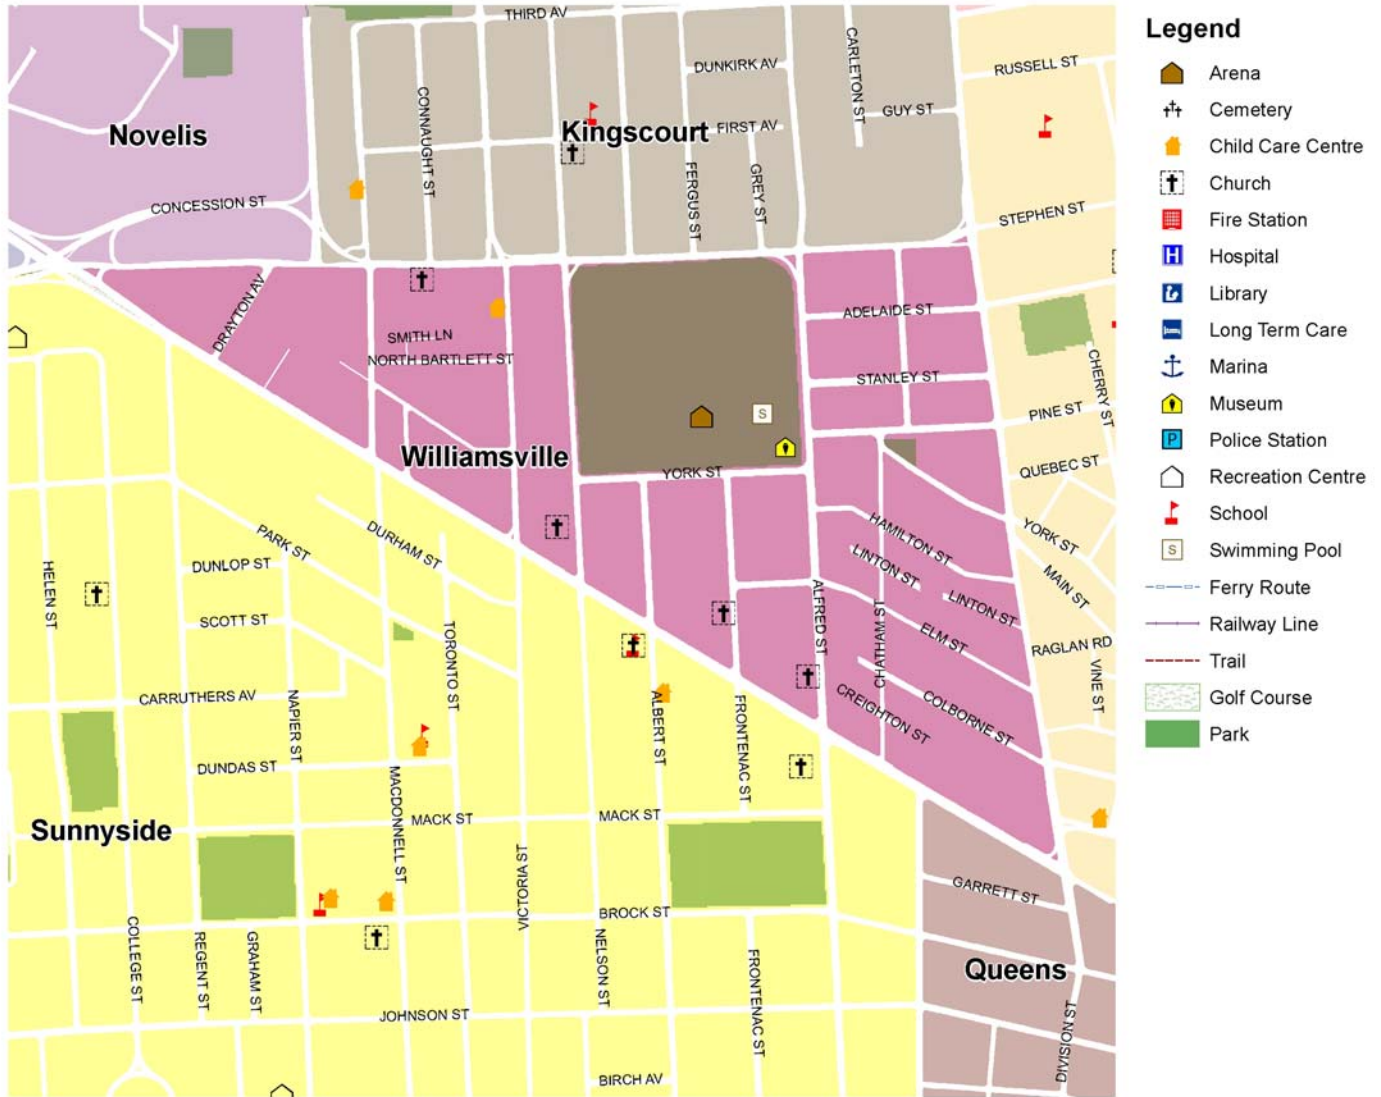 THIRD AV
DUNKIRK AV
CARLETON ST
RUSSELL ST
CONNAUGHT ST
GUY ST
FIRST AV
Novelis
Kingscourt
FERGUS ST
GREY ST
CONCESSION ST
STEPHEN ST
DRAYTON AV
ADELAIDE ST
SMITH LN
NORTH BARTLETT ST
STANLEY ST
CHERRY ST
PINE ST
S
Williamsville
YORK ST
QUEBEC ST
PARK ST
DURHAM ST
HAMILTON ST
YORK ST
DUNLOP ST
LINTON ST
MAIN ST
HELEN ST
LINTON ST
SCOTT ST
ALFRED ST
CHATHAM ST
ELM ST
RAGLAN RD
TORONTO ST
VINE ST
CARRUTHERS AV
NAPIER ST
ALBERT ST
FRONTENAC ST
CREIGHTON ST
COLBORNE ST
DUNDAS ST
MACDONNELL ST
MACK ST
MACK ST
Sunnyside
VICTORIA ST
GARRETT ST
BROCK ST
COLLEGE ST
REGENT ST
GRAHAM ST
NELSON ST
FRONTENAC ST
Queens
JOHNSON ST
DIVISION ST
BIRCH AV
Legend
Arena
Cemetery
Child Care Centre
Church
Fire Station
H Hospital
Library
Long Term Care
Marina
Museum
P Police Station
Recreation Centre
School
S Swimming Pool
Ferry Route
Railway Line
Trail
Golf Course
Park